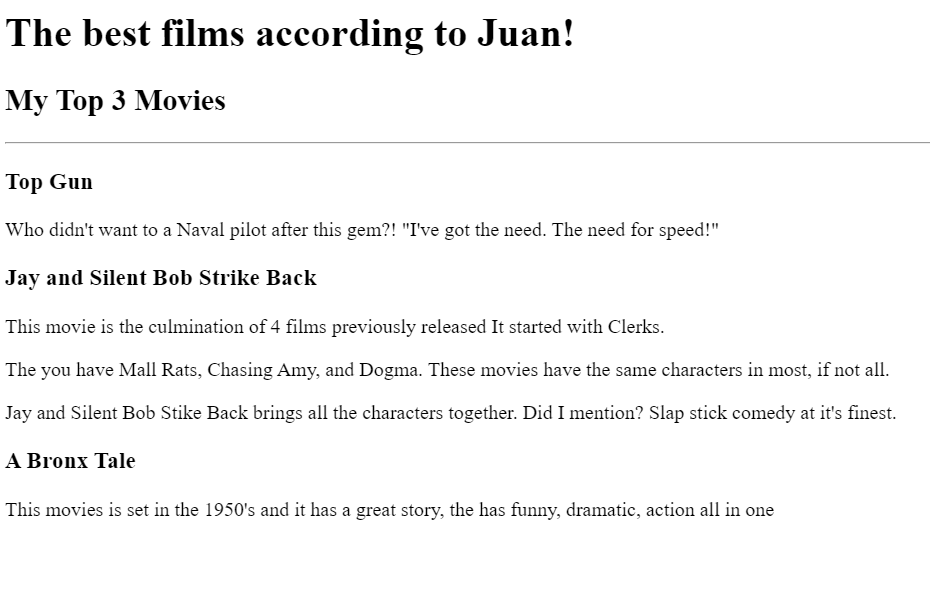 The best films according to Juan!
My Top 3 Movies
Top Gun
Who didn't want to a Naval pilot after this gem?! "I've got the need. The need for speed!"
Jay and Silent Bob Strike Back
This movie is the culmination of 4 films previously released It started with Clerks.
The you have Mall Rats, Chasing Amy, and Dogma. These movies have the same characters in most, if not all.
Jay and Silent Bob Stike Back brings all the characters together. Did I mention? Slap stick comedy at it's finest.
A Bronx Tale
This movies is set in the 1950's and it has a great story, the has funny, dramatic, action all in one